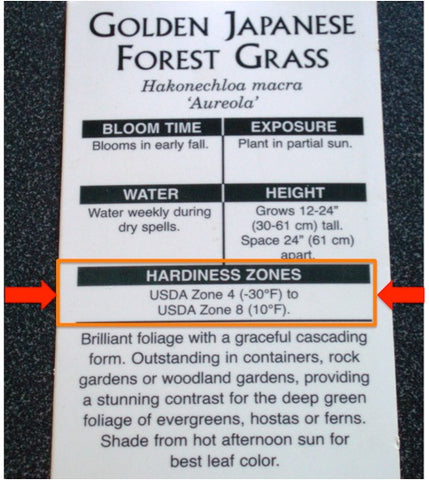 GOLDEN JAPANESE
FOREST GRASS
Hakonechloa macra
'Aureola'
BLOOM TIME
Blooms in early fall.
EXPOSURE
Plant in partial sun.
WATER
Water weekly during
dry spells.
HEIGHT
Grows 12-24"
(30-61 cm) tall.
Space 24" (61 cm)
apart.
HARDINESS ZONES
USDA Zone 4 (-30°F) to
USDA Zone 8 (10°F).
Brilliant foliage with a graceful cascading
form. Outstanding in containers, rock
gardens or woodland gardens, providing
a stunning contrast for the deep green
foliage of evergreens, hostas or ferns.
Shade from hot afternoon sun for
best leaf color.